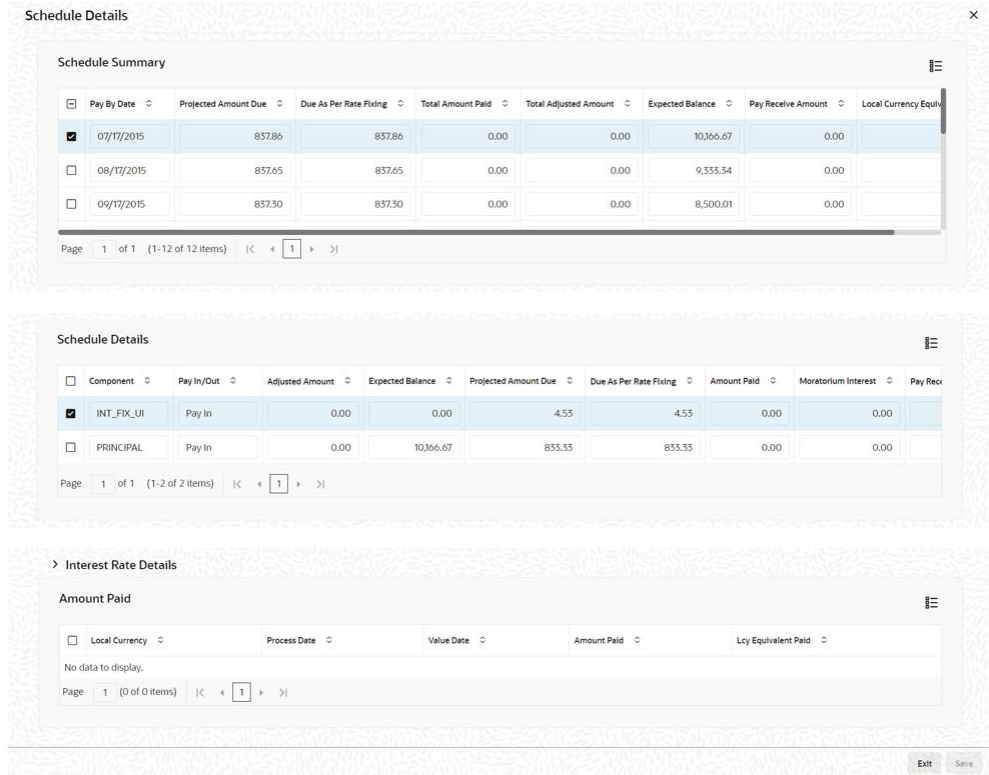 Schedule Details
Schedule Summary
Pay By Date Projected Amount Due Due As Per Rate Fixing Total Amount Paid Total Adjusted Amount Expected Balance Pay Receive Amount Local Currency Equiv
07/17/2015 837.86 837.86 0.00 0.00 10,166.67 0.00
08/17/2015 837.65 837.65 0.00 0.00 9,333.34 0.00
09/17/2015 837.30 837.30 0.00 0.00 8,500.01 0.00
Page 1 of 1 (1-12 of 12 items) 1
Schedule Details
Component Pay In/Out Adjusted Amount Expected Balance Projected Amount Due Due As Per Rate Fixing Amount Paid Moratorium Interest Pay Rece
INT_FIX_UI Pay In 0.00 0.00 4.53 4.53 0.00 0.00
PRINCIPAL Pay In 0.00 10,166.67 833.33 833.33 0.00 0.00
Page 1 of 1 (1-2 of 2 items) 1
Interest Rate Details
Amount Paid
Local Currency Process Date Value Date Amount Paid Lcy Equivalent Paid
No data to display.
Page 1 (0 of 0 items) 1
Exit Save